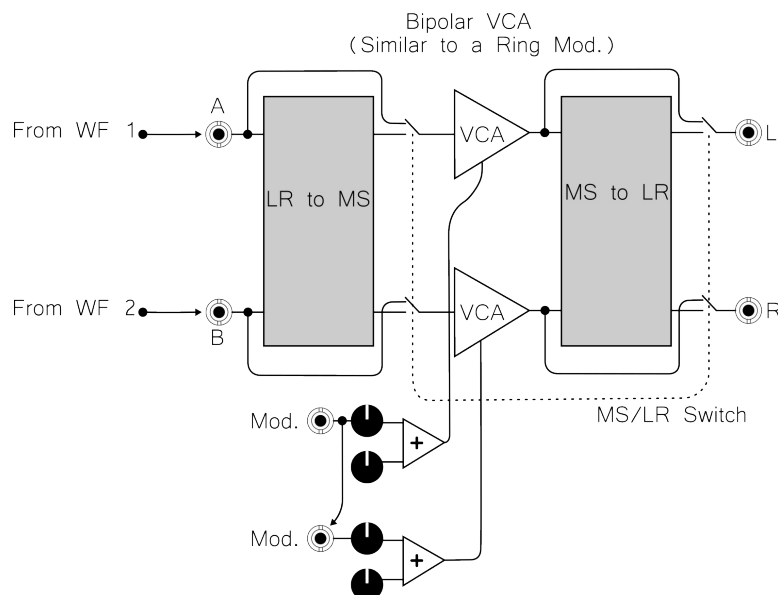 Bipolar VCA
(Similar to a Ring Mod.)
A
From WF 1
VCA
L
LR to MS
MS to LR
From WF 2
VCA
R
B
MS/LR Switch
Mod.
+
Mod.
+